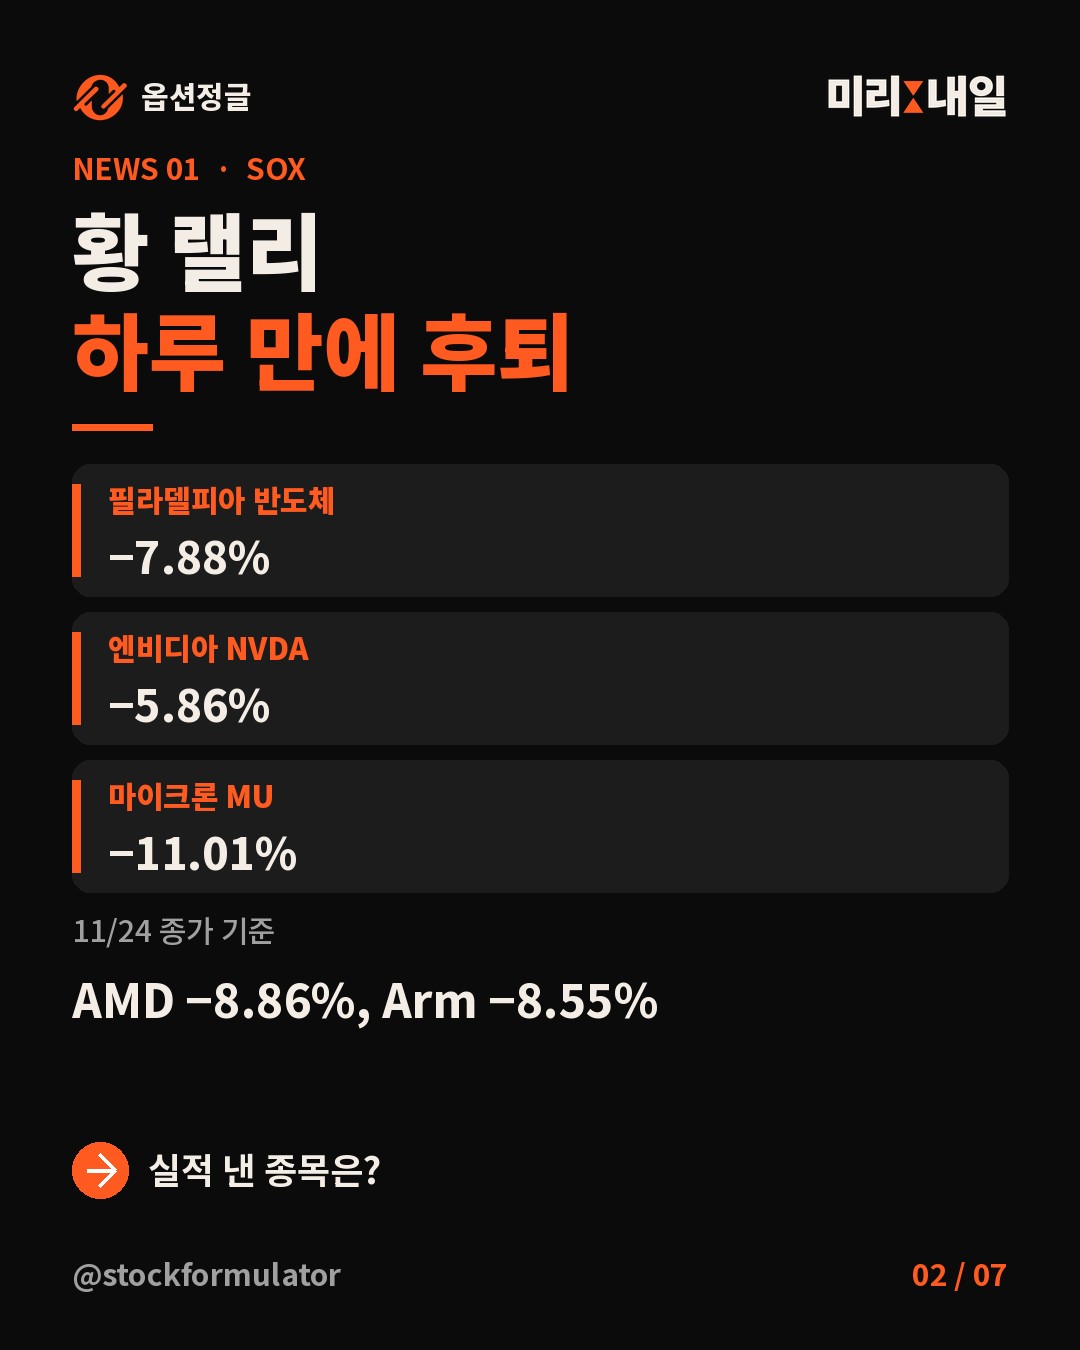 옵션정글
미리내일
NEWS 01 · SOX
황 랠리
하루 만에 후퇴
필라델피아 반도체
−7.88%
엔비디아 NVDA
−5.86%
마이크론 MU
−11.01%
11/24 종가 기준
AMD −8.86%, Arm −8.55%
실적 낸 종목은?
@stockformulator
02 / 07